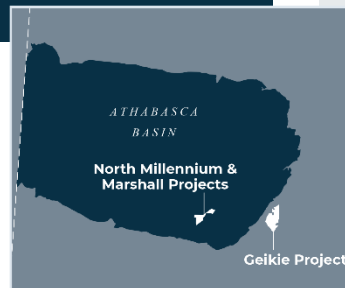 ATHABASCA
BASIN
North Millennium &
Marshall Projects
Geikie Project